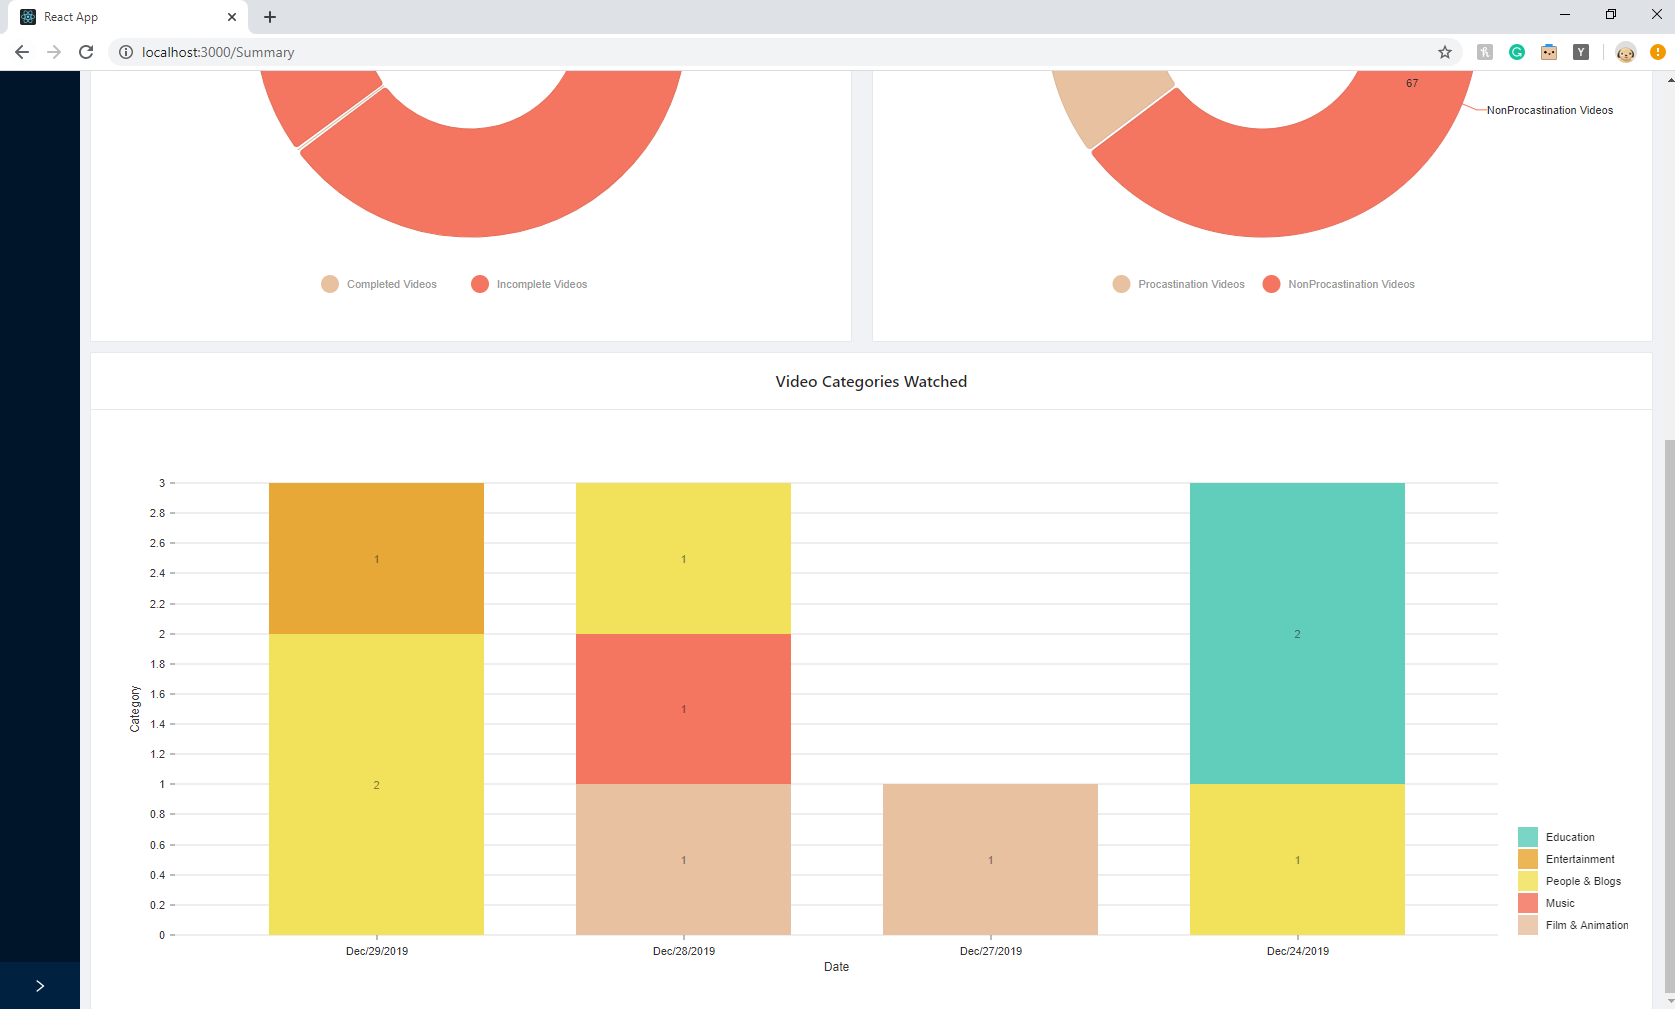 React App
localhost:3000/Summary
67
NonProcastination Videos
Completed Videos
Incomplete Videos
Procastination Videos
NonProcastination Videos
Video Categories Watched
3
2.8
2.6
2.4
2.2
2
1.8
1.6
1.4
1.2
1
0.8
0.6
0.4
0.2
0
Category
1
2
1
1
1
1
2
1
Dec/29/2019
Dec/28/2019
Dec/27/2019
Dec/24/2019
Date
Education
Entertainment
People & Blogs
Music
Film & Animation